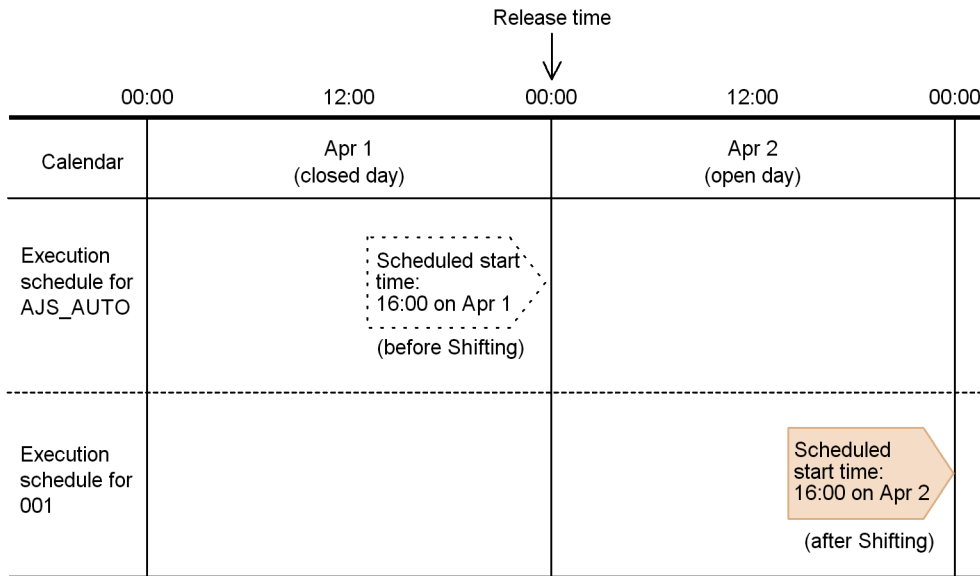 Release time
00:00
12:00
00:00
12:00
00:00
Calendar
Apr 1
(closed day)
Apr 2
(open day)
Execution
schedule for
AJS_AUTO
Scheduled start
time:
16:00 on Apr 1
(before Shifting)
Execution
schedule for
001
Scheduled
start time:
16:00 on Apr 2
(after Shifting)